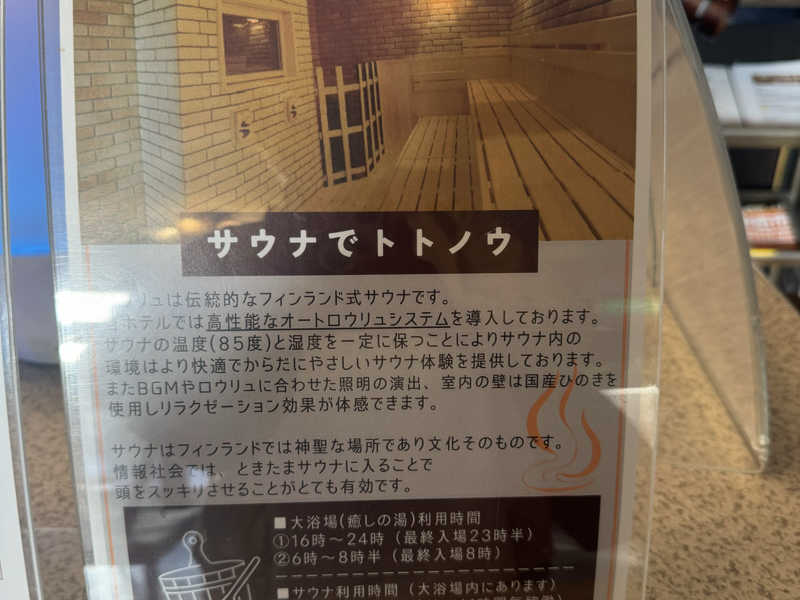 サウナでトトノウ
リュは伝統的なフィンランド式サウナです。
ホテルでは高性能なオートロウリュシステムを導入しております。
サウナの温度(85度)と湿度を一定に保つことによりサウナ内の
環境はより快適でからだにやさしいサウナ体験を提供しております。
またBGMやロウリュに合わせた照明の演出、室内の壁は国産ひのきを
使用しリラクゼーション効果が体感できます。
サウナはフィンランドでは神聖な場所であり文化そのものです。
情報社会では、ときたまサウナに入ることで
頭をスッキリさせることがとても有効です。
■大浴場(癒しの湯)利用時間
①16時～24時 (最終入場23時半)
②6時～8時半 (最終入場8時)
■サウナ利用時間 (大浴場内にあります)